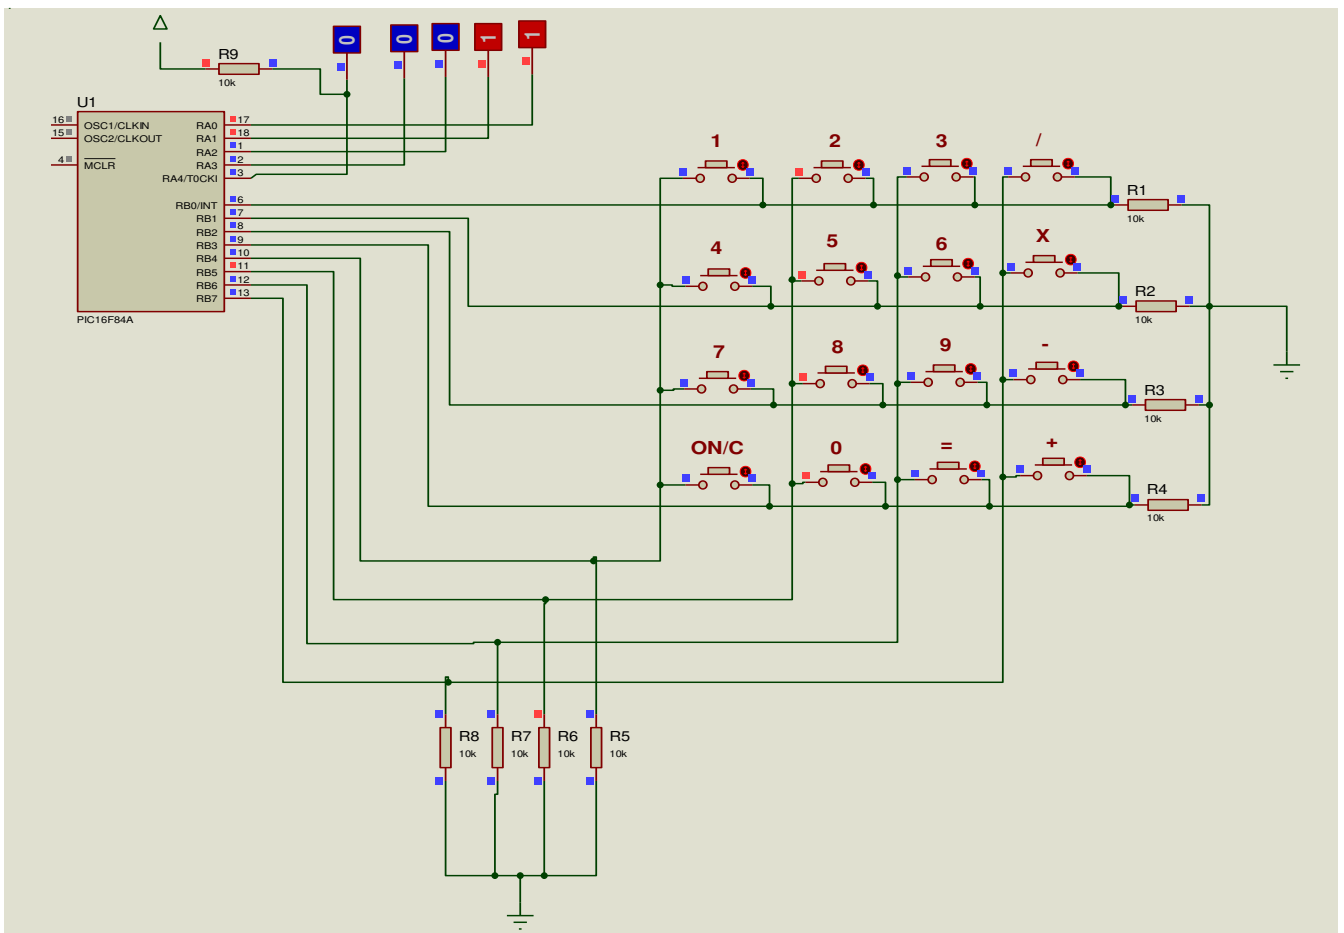 0 0 0 1 1
R9
10k
U1
16 OSC1/CLKIN RA0 17
15 OSC2/CLKOUT RA1 18
RA2 1
4 MCLR RA3 2
RA4/T0CKI 3
RB0/INT 6
RB1 7
RB2 8
RB3 9
RB4 10
RB5 11
RB6 12
RB7 13
PIC16F84A
1 2 3 /
R1
10k
4 5 6 X
R2
10k
7 8 9 -
R3
10k
ON/C 0 = +
R4
10k
R8 R7 R6 R5
10k 10k 10k 10k